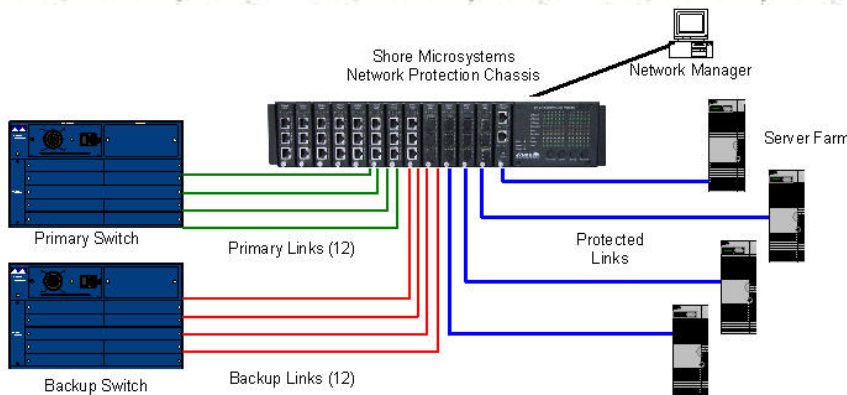 Shore Microsystems
Network Protection Chassis
Network Manager
Server Farm
Primary Switch
Primary Links (12)
Protected
Links
Backup Switch
Backup Links (12)